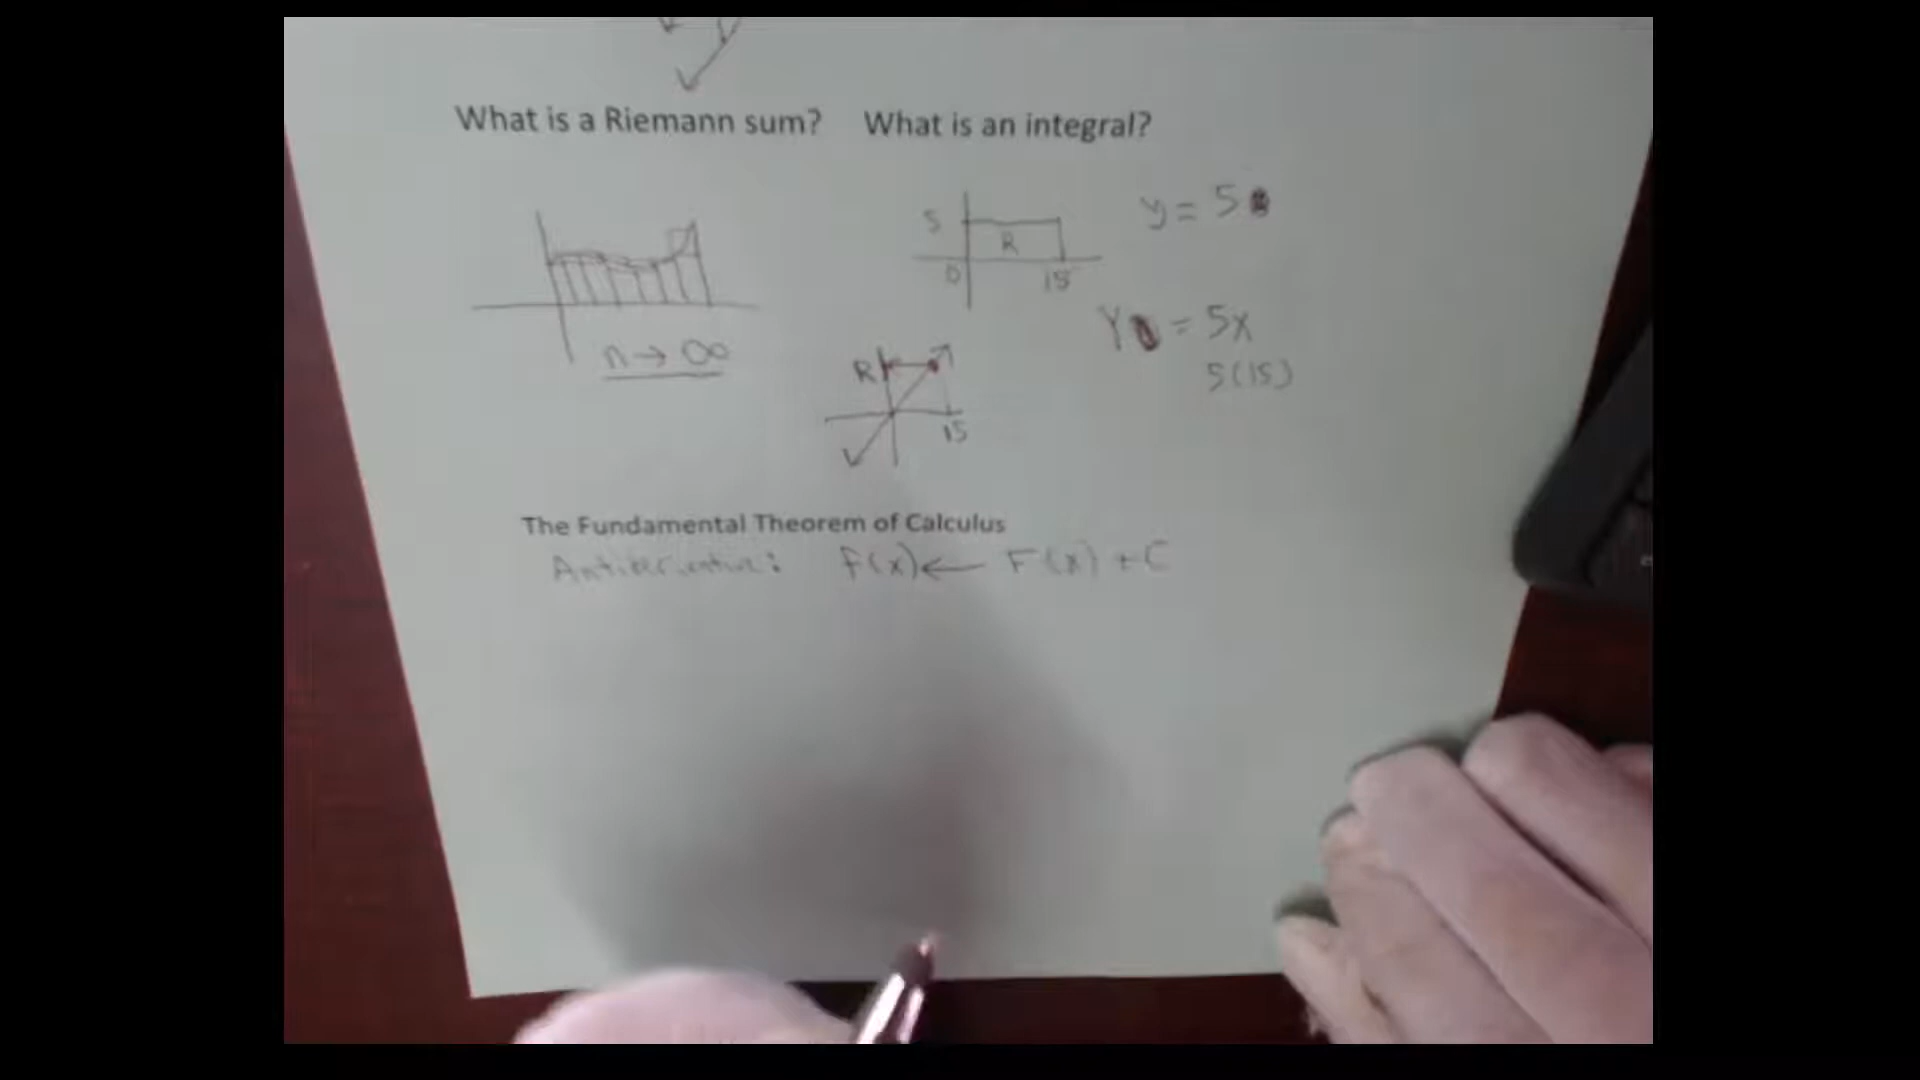 What is a Riemann sum? What is an integral?
y = 5
5
R
0
15
n → ∞
Y = 5x
5(15)
R
15
The Fundamental Theorem of Calculus
f(x) ← F(x) + C